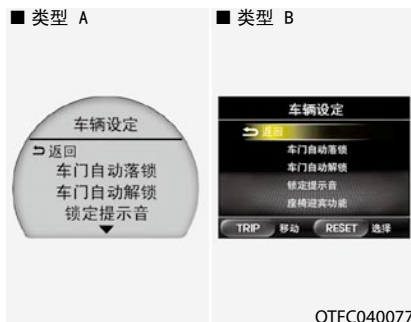 ■ 类型 A
■ 类型 B
车辆设定
返回
车门自动落锁
车门自动解锁
锁定提示音
车辆设定
返回
车门自动落锁
车门自动解锁
锁定提示音
座椅迎宾功能
TRIP 移动 RESET 选择
OTEC040077